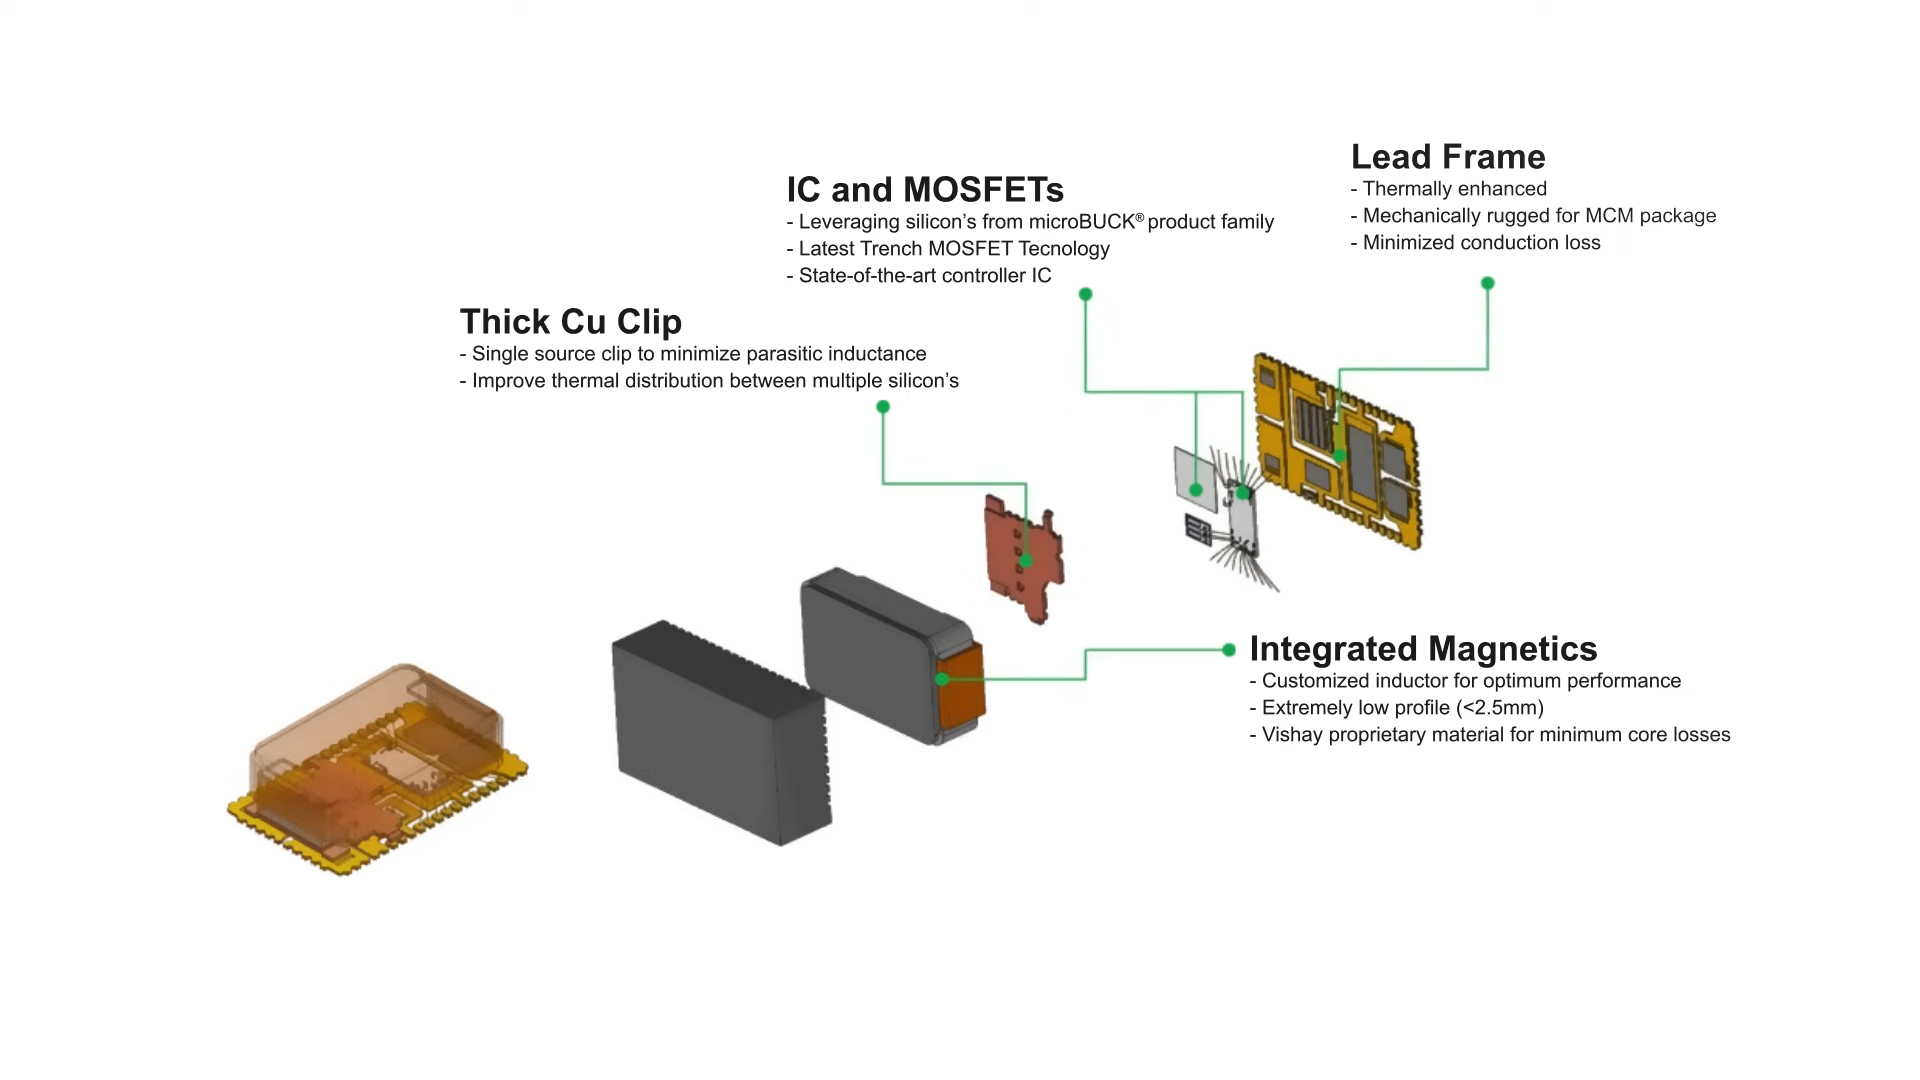 Lead Frame
- Thermally enhanced
- Mechanically rugged for MCM package
- Minimized conduction loss
IC and MOSFETs
- Leveraging silicon’s from microBUCK® product family
- Latest Trench MOSFET Tecnology
- State-of-the-art controller IC
Thick Cu Clip
- Single source clip to minimize parasitic inductance
- Improve thermal distribution between multiple silicon’s
Integrated Magnetics
- Customized inductor for optimum performance
- Extremely low profile (<2.5mm)
- Vishay proprietary material for minimum core losses